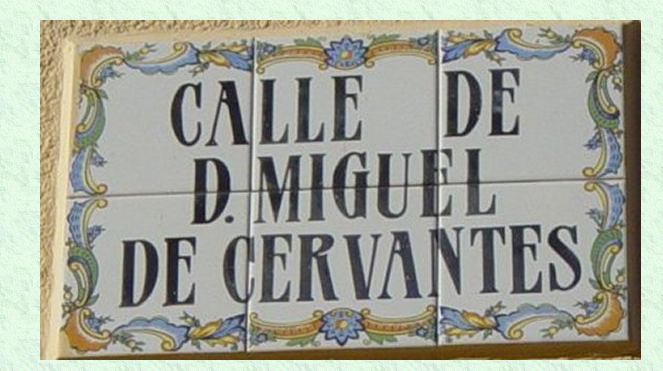 CALLE DE
D. MIGUEL
DE CERVANTES